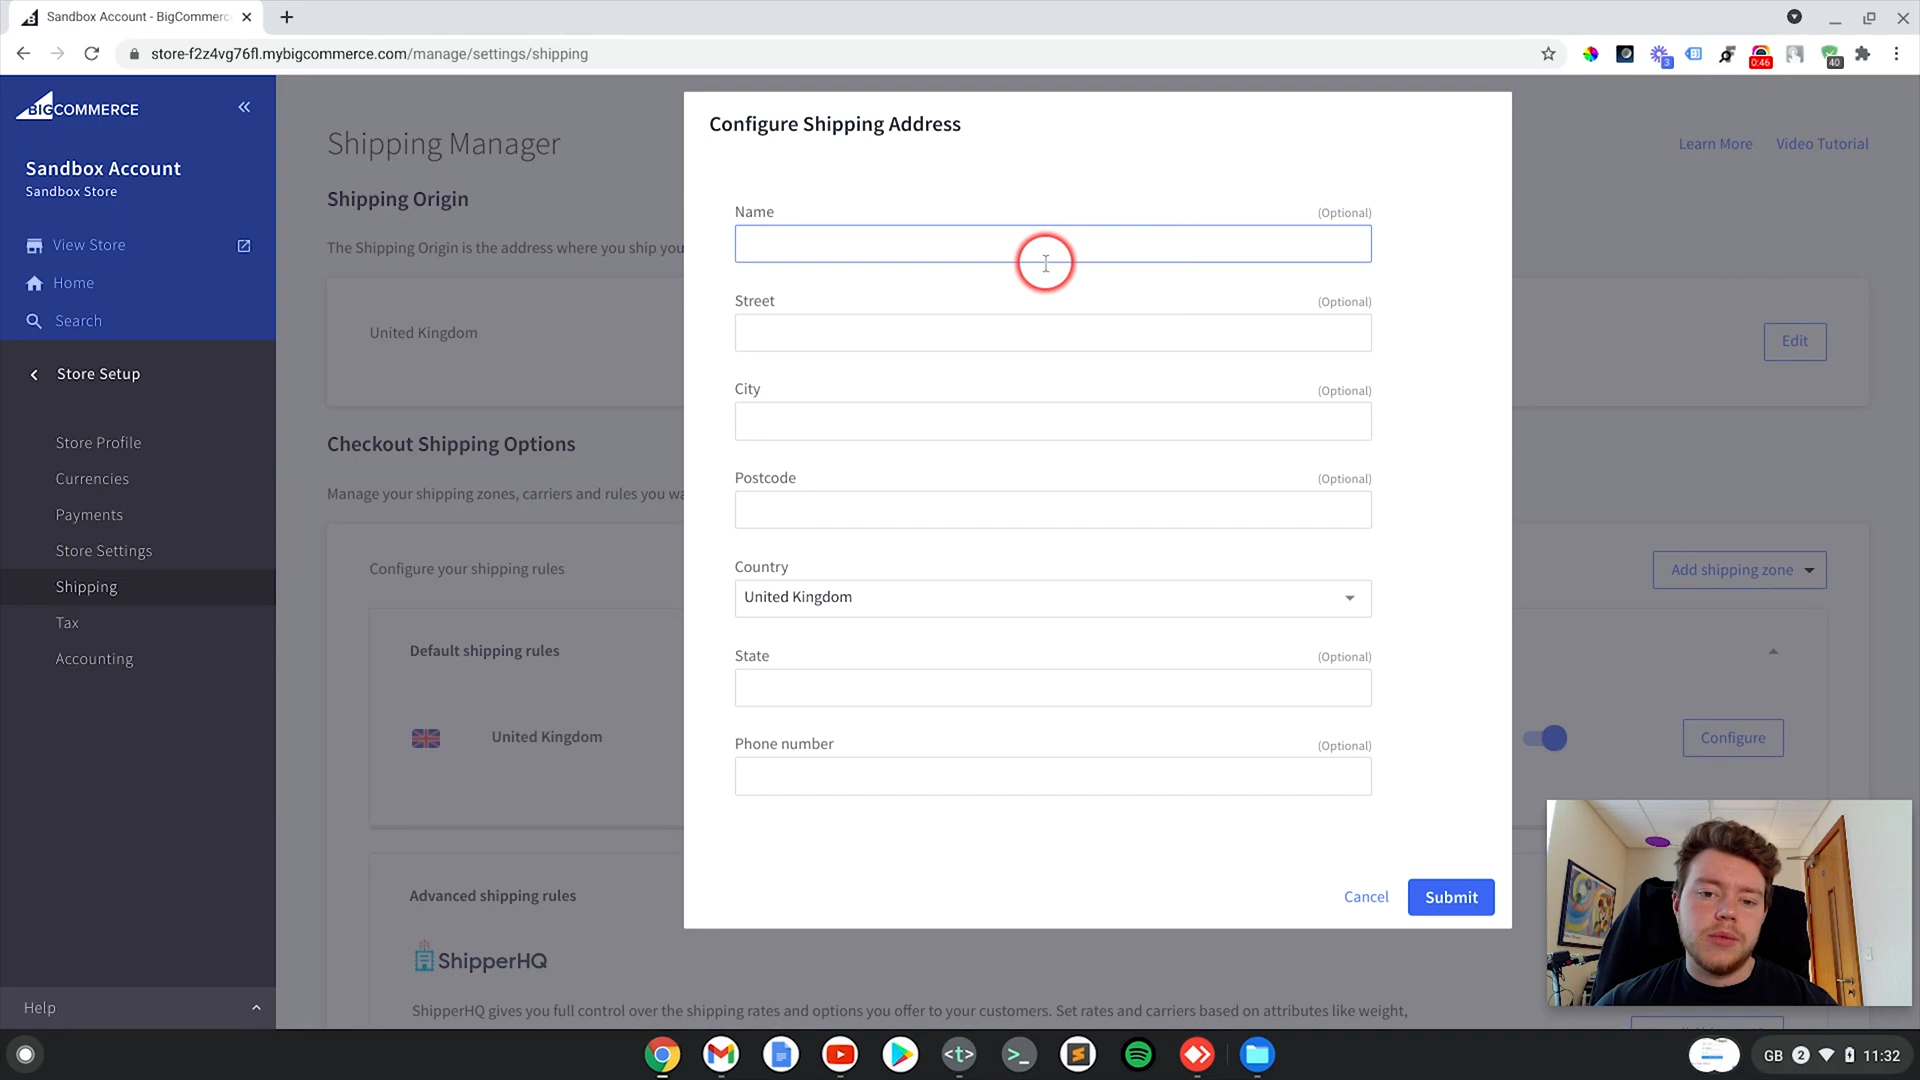 Sandbox Account - BigCommerc
store-f2z4vg76fl.mybigcommerce.com/manage/settings/shipping
3
0:46
40
BIGCOMMERCE
Sandbox Account
Sandbox Store
View Store
Home
Search
Store Setup
Store Profile
Currencies
Payments
Store Settings
Shipping
Tax
Accounting
Help
Shipping Manager
Learn More
Video Tutorial
Shipping Origin
The Shipping Origin is the address where you ship you
United Kingdom
Edit
Checkout Shipping Options
Manage your shipping zones, carriers and rules you wa
Configure your shipping rules
Add shipping zone
Default shipping rules
United Kingdom
Configure
Advanced shipping rules
ShipperHQ
ShipperHQ gives you full control over the shipping rates and options you offer to your customers. Set rates and carriers based on attributes like weight,
Configure Shipping Address
Name (Optional)
Street (Optional)
City (Optional)
Postcode (Optional)
Country
United Kingdom
State (Optional)
Phone number (Optional)
Cancel
Submit
<t>
>_
GB 2 11:32